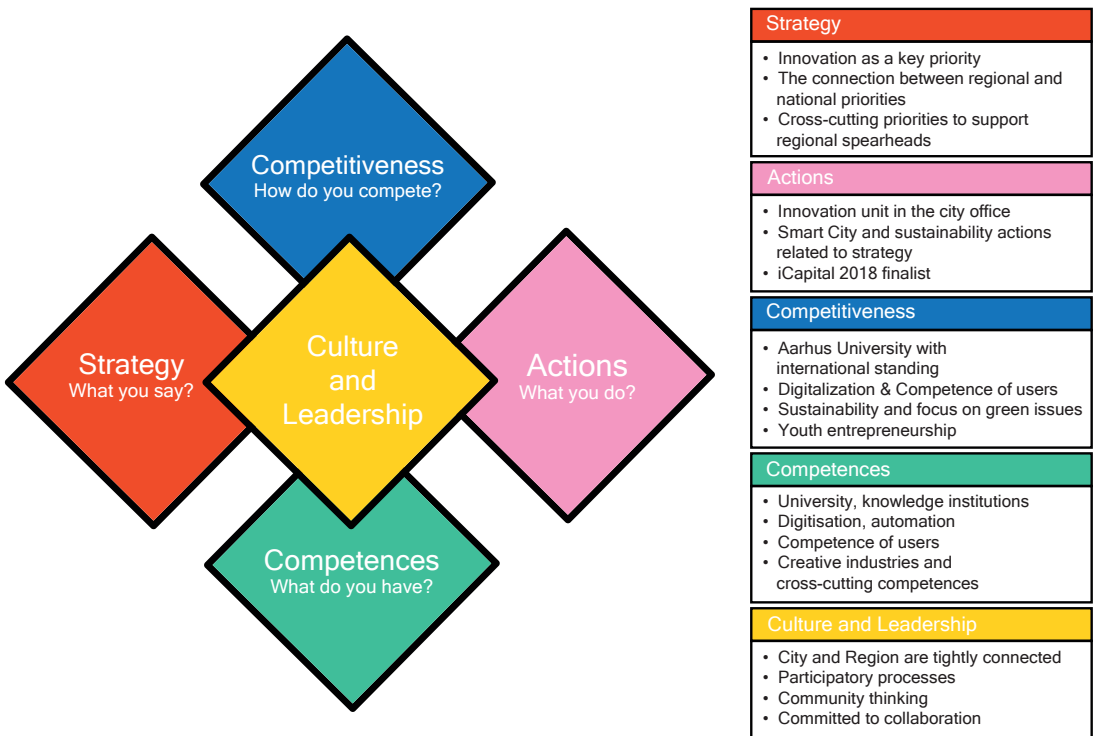 Competitiveness
How do you compete?
Strategy
What you say?
Culture
and
Leadership
Actions
What you do?
Competences
What do you have?
Strategy
• Innovation as a key priority
• The connection between regional and
national priorities
• Cross-cutting priorities to support
regional spearheads
Actions
• Innovation unit in the city office
• Smart City and sustainability actions
related to strategy
• iCapital 2018 finalist
Competitiveness
• Aarhus University with
international standing
• Digitalization & Competence of users
• Sustainability and focus on green issues
• Youth entrepreneurship
Competences
• University, knowledge institutions
• Digitisation, automation
• Competence of users
• Creative industries and
cross-cutting competences
Culture and Leadership
• City and Region are tightly connected
• Participatory processes
• Community thinking
• Committed to collaboration